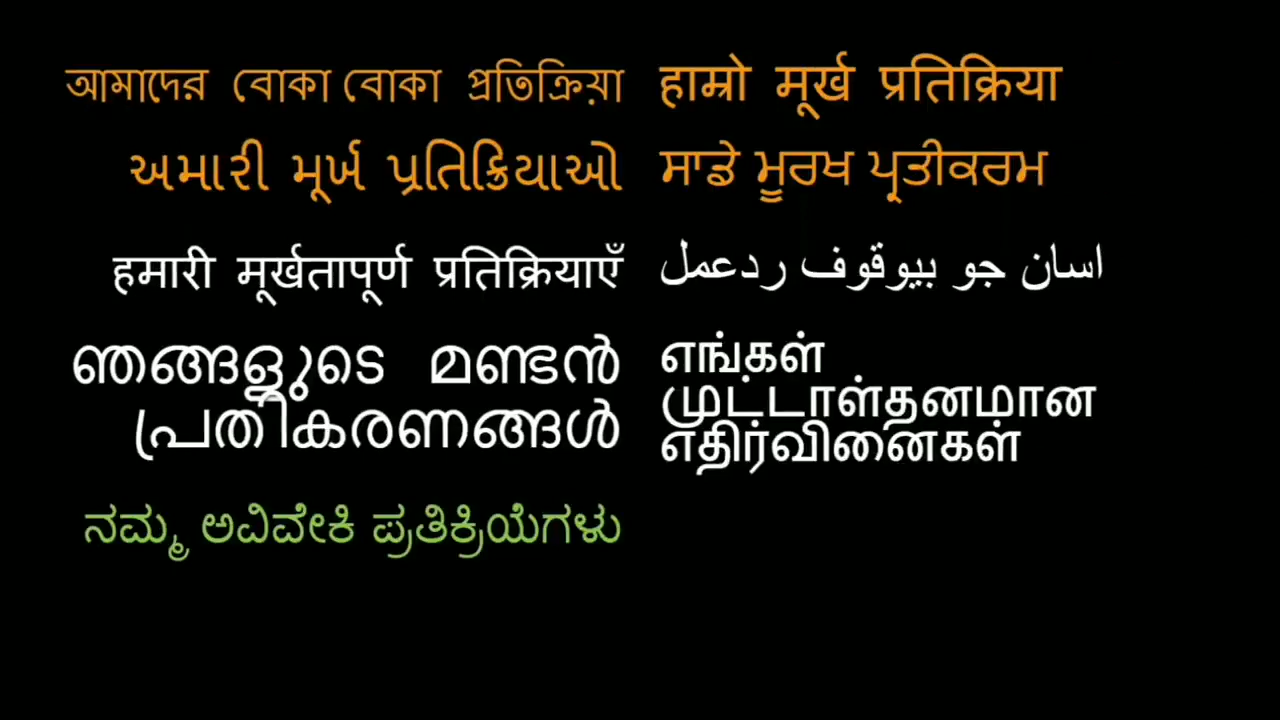 আমাদের বোকা বোকা প্রতিক্রিয়া
हाम्रो मूर्ख प्रतिक्रिया
અમારી મૂર્ખ પ્રતિક્રિયાઓ
ਸਾਡੇ ਮੂਰਖ ਪ੍ਰਤੀਕਰਮ
हमारी मूर्खतापूर्ण प्रतिक्रियाएँ
اسان جو بيوقوف ردعمل
ഞങ്ങളുടെ മണ്ടൻ
പ്രതികരണങ്ങൾ
எங்கள்
முட்டாள்தனமான
எதிர்வினைகள்
ನಮ್ಮ ಅವಿವೇಕಿ ಪ್ರತಿಕ್ರಿಯೆಗಳು